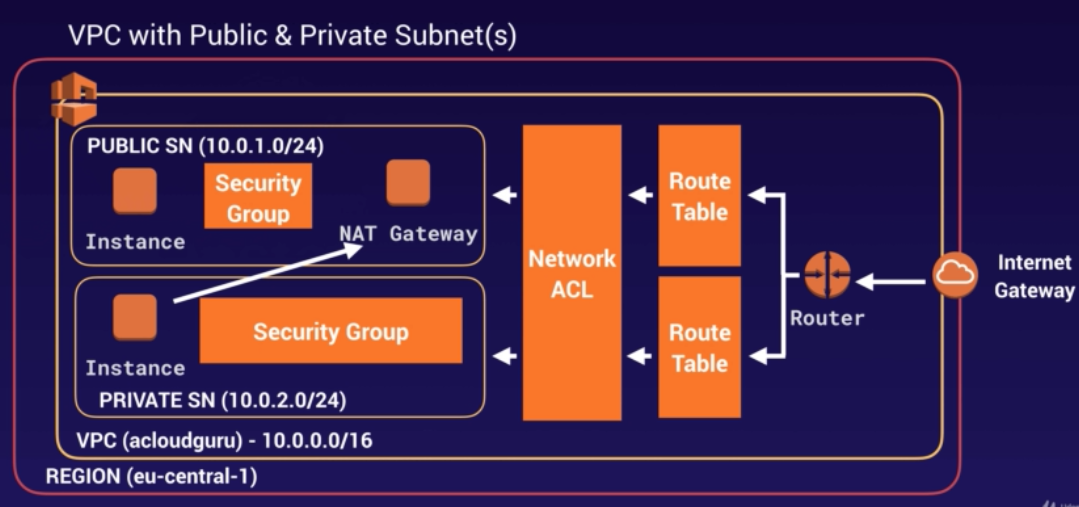 VPC with Public & Private Subnet(s)
PUBLIC SN (10.0.1.0/24)
Security
Group
Instance
NAT Gateway
Security Group
Instance
PRIVATE SN (10.0.2.0/24)
Network
ACL
Route
Table
Route
Table
Router
Internet
Gateway
VPC (acloudguru) - 10.0.0.0/16
REGION (eu-central-1)